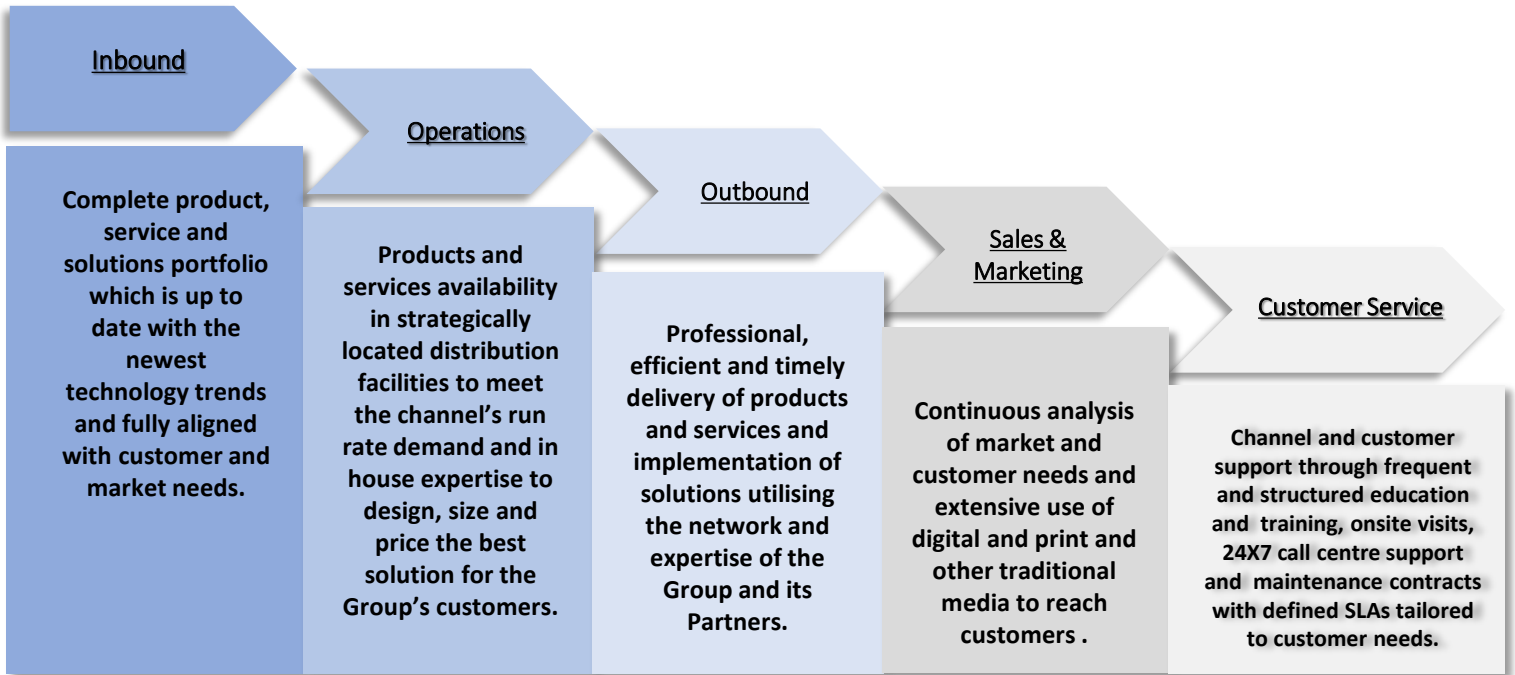 Inbound
Complete product,
service and
solutions portfolio
which is up to
date with the
newest
technology trends
and fully aligned
with customer and
market needs.
Operations
Products and
services availability
in strategically
located distribution
facilities to meet
the channel’s run
rate demand and in
house expertise to
design, size and
price the best
solution for the
Group’s customers.
Outbound
Professional,
efficient and timely
delivery of products
and services and
implementation of
solutions utilising
the network and
expertise of the
Group and its
Partners.
Sales &
Marketing
Continuous analysis
of market and
customer needs and
extensive use of
digital and print and
other traditional
media to reach
customers .
Customer Service
Channel and customer
support through frequent
and structured education
and training, onsite visits,
24X7 call centre support
and maintenance contracts
with defined SLAs tailored
to customer needs.